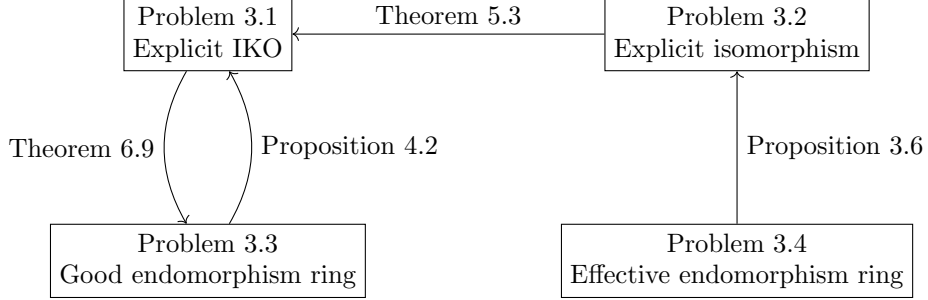 Problem 3.1
Explicit IKO
Theorem 5.3
Problem 3.2
Explicit isomorphism
Theorem 6.9
Proposition 4.2
Proposition 3.6
Problem 3.3
Good endomorphism ring
Problem 3.4
Effective endomorphism ring